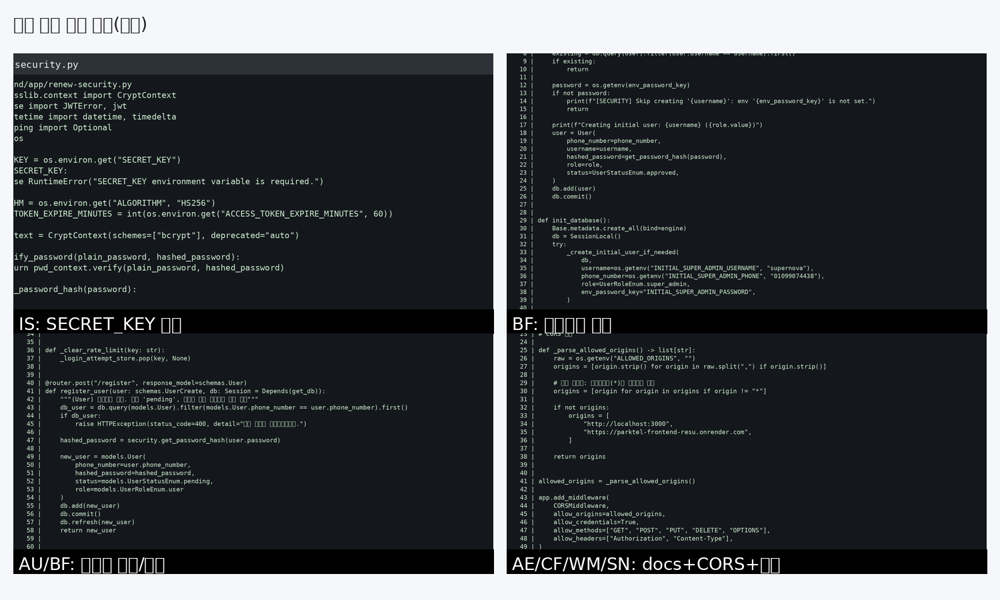 security.py
nd/app/renew-security.py
sslib.context import CryptContext
se import JWTError, jwt
tetime import datetime, timedelta
ping import Optional
os
KEY = os.environ.get("SECRET_KEY")
SECRET_KEY:
se RuntimeError("SECRET_KEY environment variable is required.")
HM = os.environ.get("ALGORITHM", "HS256")
TOKEN_EXPIRE_MINUTES = int(os.environ.get("ACCESS_TOKEN_EXPIRE_MINUTES", 60))
text = CryptContext(schemes=["bcrypt"], deprecated="auto")
ify_password(plain_password, hashed_password):
urn pwd_context.verify(plain_password, hashed_password)
_password_hash(password):
IS: SECRET_KEY
8 | existing = db.query(User).filter(User.username == username).first()
9 | if existing:
10 | return
11 |
12 | password = os.getenv(env_password_key)
13 | if not password:
14 | print(f"[SECURITY] Skip creating '{username}': env '{env_password_key}' is not set.")
15 | return
16 |
17 | print(f"Creating initial user: {username} ({role.value})")
18 | user = User(
19 | phone_number=phone_number,
20 | username=username,
21 | hashed_password=get_password_hash(password),
22 | role=role,
23 | status=UserStatusEnum.approved,
24 | )
25 | db.add(user)
26 | db.commit()
27 |
28 |
29 | def init_database():
30 | Base.metadata.create_all(bind=engine)
31 | db = SessionLocal()
32 | try:
33 | _create_initial_user_if_needed(
34 | db,
35 | username=os.getenv("INITIAL_SUPER_ADMIN_USERNAME", "supernova"),
36 | phone_number=os.getenv("INITIAL_SUPER_ADMIN_PHONE", "01099074438"),
37 | role=UserRoleEnum.super_admin,
38 | env_password_key="INITIAL_SUPER_ADMIN_PASSWORD",
39 | )
40 |
BF:
34 |
35 |
36 | def _clear_rate_limit(key: str):
37 | _login_attempt_store.pop(key, None)
38 |
39 |
40 | @router.post("/register", response_model=schemas.User)
41 | def register_user(user: schemas.UserCreate, db: Session = Depends(get_db)):
42 | """(User) . 'pending', """
43 | db_user = db.query(models.User).filter(models.User.phone_number == user.phone_number).first()
44 | if db_user:
45 | raise HTTPException(status_code=400, detail=" .")
46 |
47 | hashed_password = security.get_password_hash(user.password)
48 |
49 | new_user = models.User(
50 | phone_number=user.phone_number,
51 | hashed_password=hashed_password,
52 | status=models.UserStatusEnum.pending,
53 | role=models.UserRoleEnum.user
54 | )
55 | db.add(new_user)
56 | db.commit()
57 | db.refresh(new_user)
58 | return new_user
59 |
60 |
AU/BF: /
23 | # CORS
24 |
25 | def _parse_allowed_origins() -> list[str]:
26 | raw = os.getenv("ALLOWED_ORIGINS", "")
27 | origins = [origin.strip() for origin in raw.split(",") if origin.strip()]
28 |
29 | # : (*)
30 | origins = [origin for origin in origins if origin != "*"]
31 |
32 | if not origins:
33 | origins = [
34 | "http://localhost:3000",
35 | "https://parktel-frontend-resu.onrender.com",
36 | ]
37 |
38 | return origins
39 |
40 |
41 | allowed_origins = _parse_allowed_origins()
42 |
43 | app.add_middleware(
44 | CORSMiddleware,
45 | allow_origins=allowed_origins,
46 | allow_credentials=True,
47 | allow_methods=["GET", "POST", "PUT", "DELETE", "OPTIONS"],
48 | allow_headers=["Authorization", "Content-Type"],
49 | )
AE/CF/WM/SN: docs+CORS+